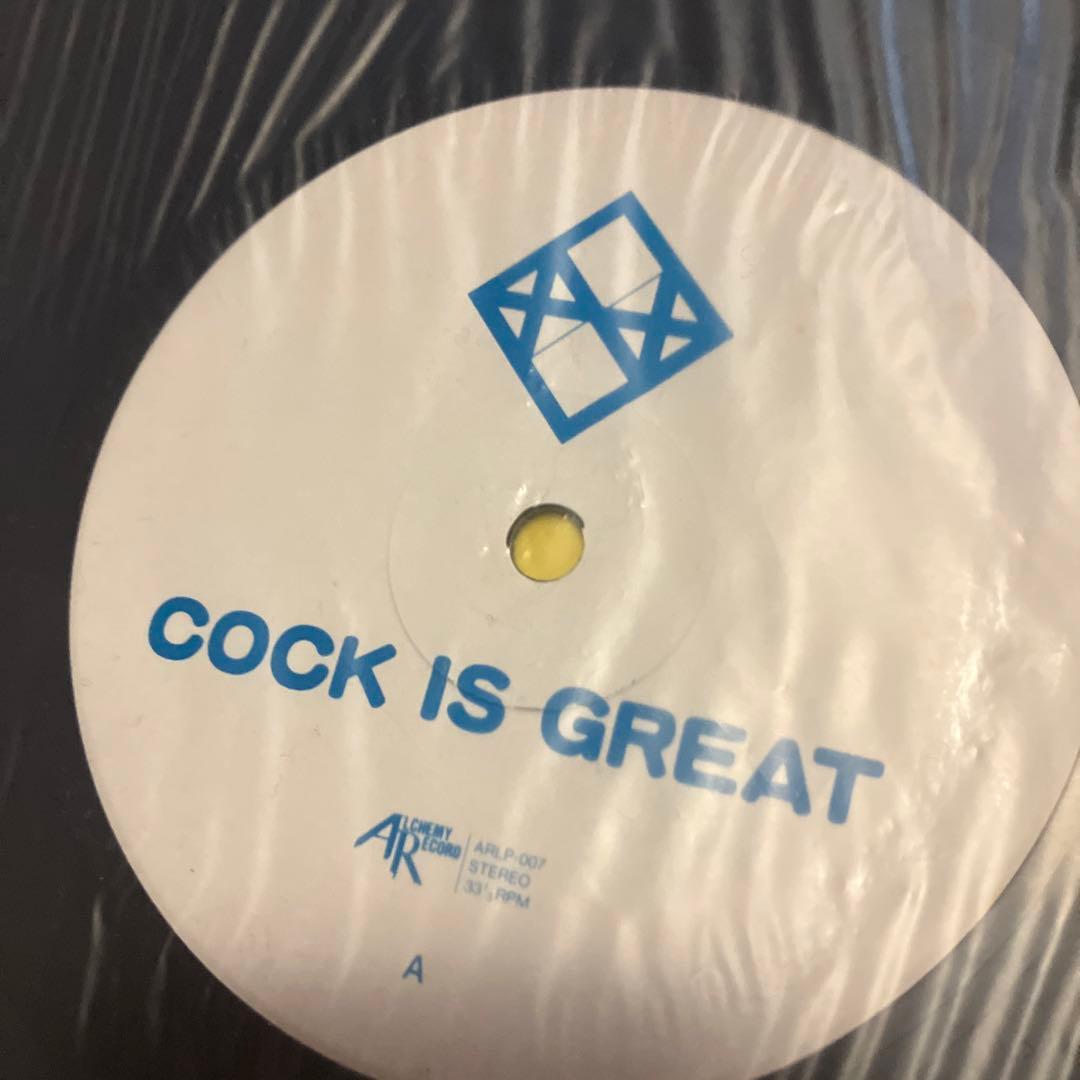 COCK IS GREAT
ALCHEMY
RECORD
ARLP-007
STEREO
33⅓RPM
A